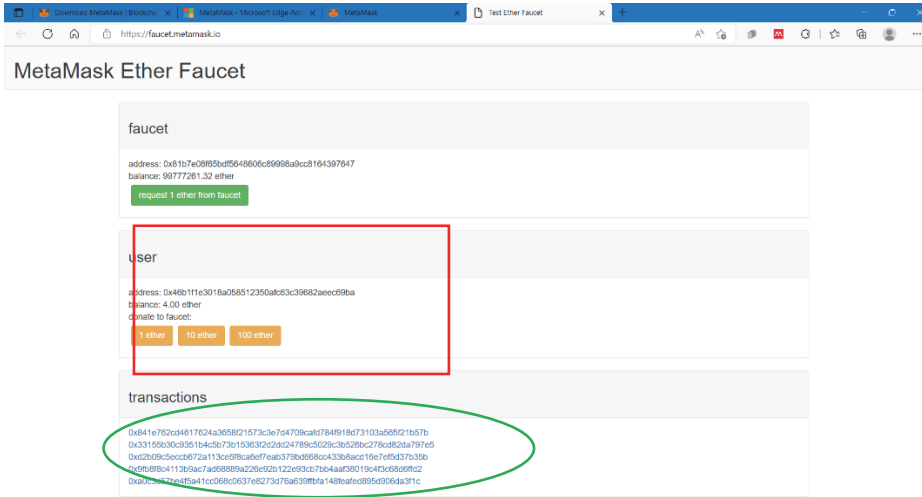 Download MetaMask | Blockchai
MetaMask - Microsoft Edge Add
MetaMask
Test Ether Faucet
https://faucet.metamask.io
MetaMask Ether Faucet
faucet
address: 0x81b7e08f65bdf5648606c89998a9cc8164397647
balance: 99777261.32 ether
request 1 ether from faucet
user
address: 0x46b1f1e3018a058512350afc63c39682aeec69ba
balance: 4.00 ether
donate to faucet:
1 ether 10 ether 100 ether
transactions
0x841e762cd4617624a3658f21573c3e7d4709cafd784f918d73103a565f21b57b
0x33155b30c9351b4c5b73b15363f2d2dd24789c5029c3b526bc278cd82da797e5
0xd2b09c5eccb672a113ce5f8ca6ef7eab379bd668cc433b8acd16e7ef5d37b35b
0x9fb8f8c4113b9ac7ad68889a226e92b122e93cb7bb4aaf38019c4f3c68d6ffd2